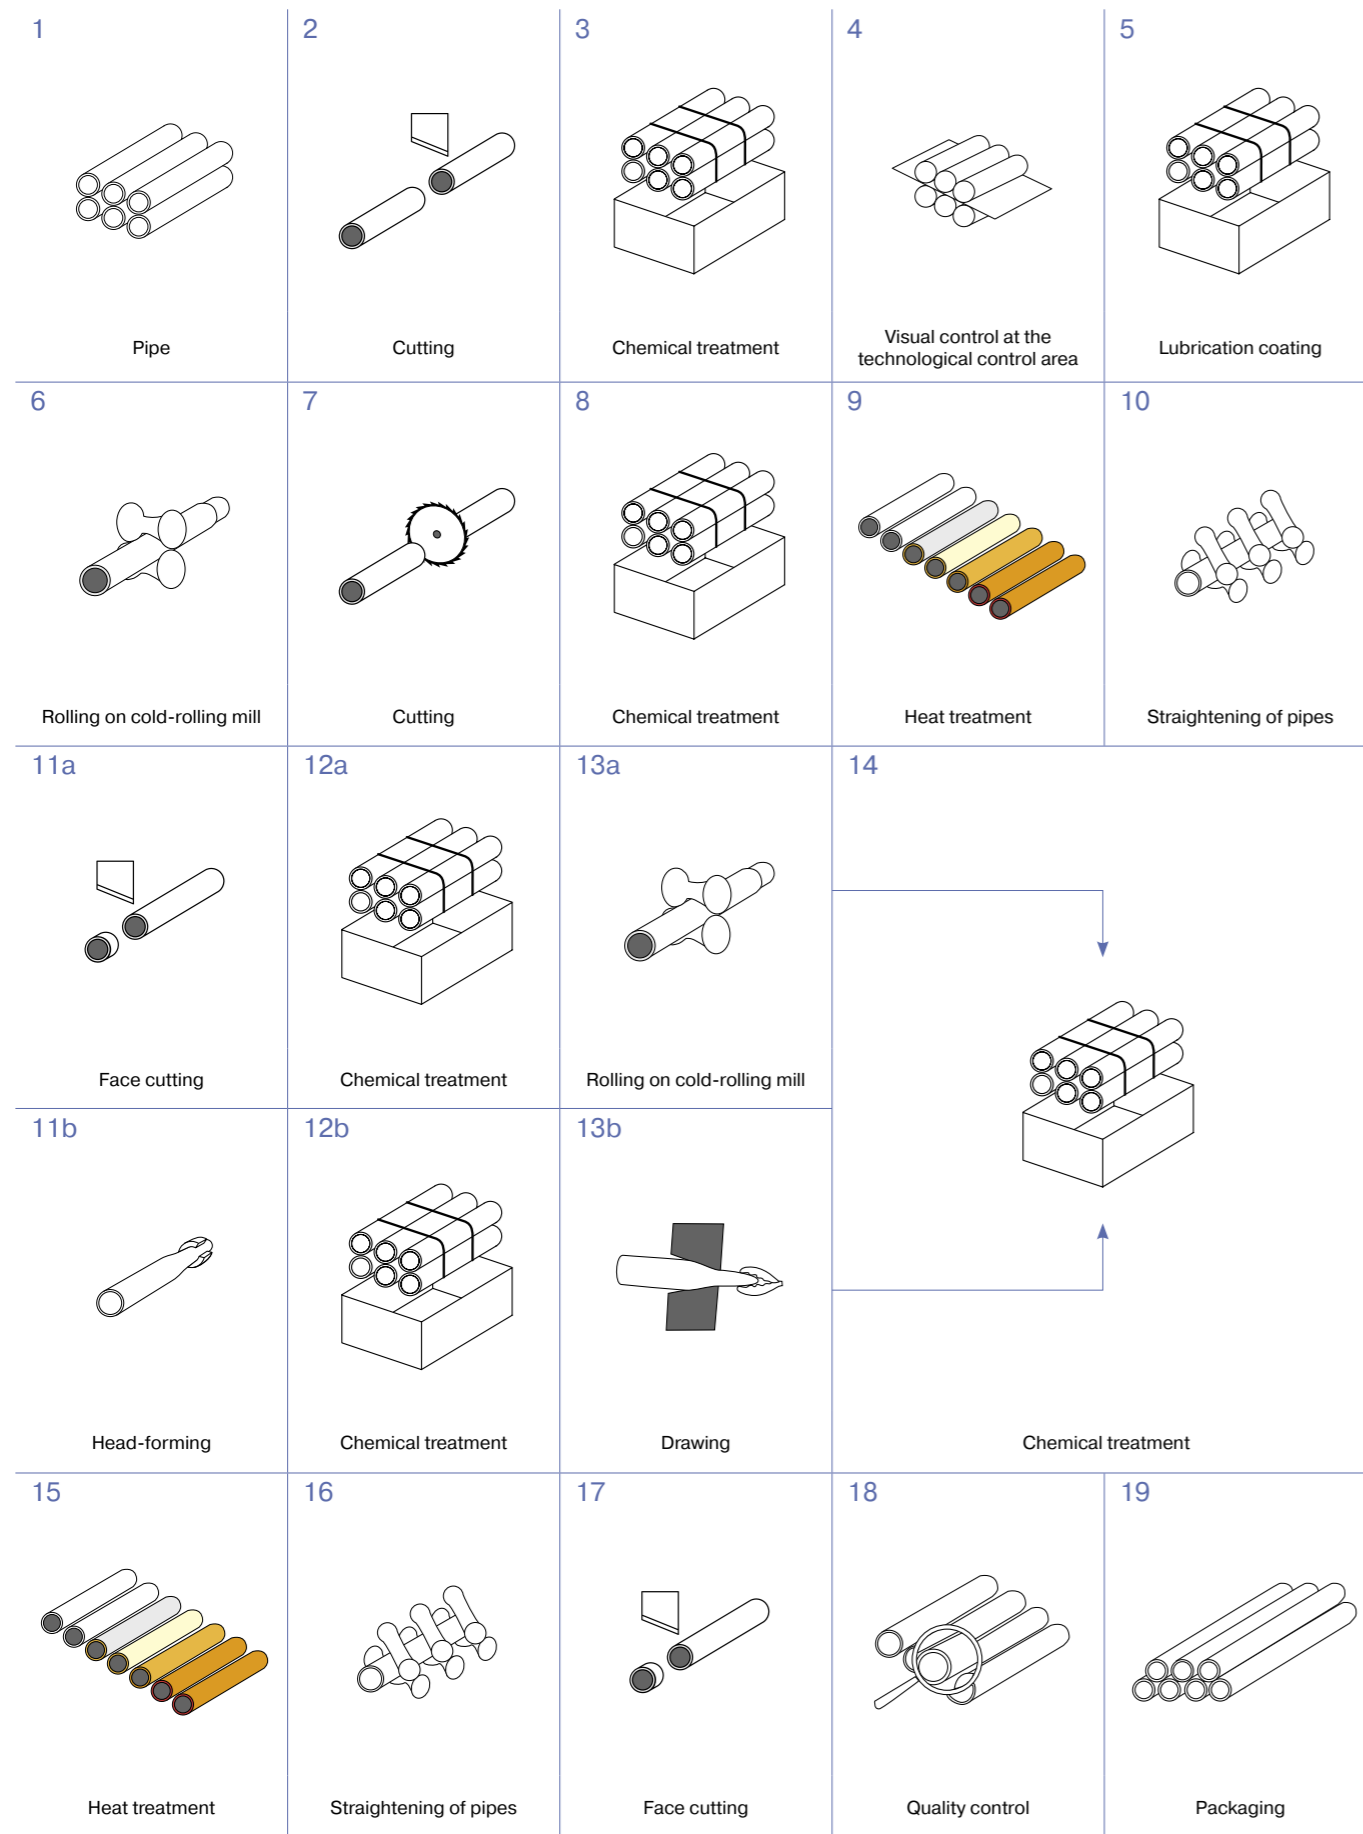 1
Pipe
2
Cutting
3
Chemical treatment
4
Visual control at the
technological control area
5
Lubrication coating
6
Rolling on cold-rolling mill
7
Cutting
8
Chemical treatment
9
Heat treatment
10
Straightening of pipes
11a
Face cutting
12a
Chemical treatment
13a
Rolling on cold-rolling mill
11b
Head-forming
12b
Chemical treatment
13b
Drawing
14
Chemical treatment
15
Heat treatment
16
Straightening of pipes
17
Face cutting
18
Quality control
19
Packaging